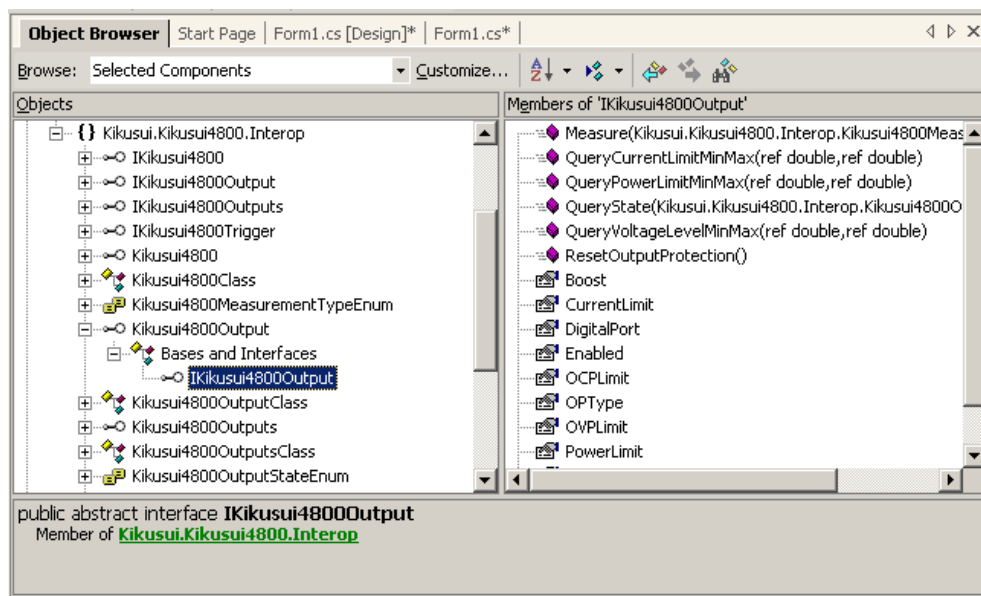 Object Browser Start Page Form1.cs [Design]* Form1.cs*
Browse: Selected Components Customize...
Objects
{} Kikusui.Kikusui4800.Interop
IKikusui4800
IKikusui4800Output
IKikusui4800Outputs
IKikusui4800Trigger
Kikusui4800
Kikusui4800Class
Kikusui4800MeasurementTypeEnum
Kikusui4800Output
Bases and Interfaces
IKikusui4800Output
Kikusui4800OutputClass
Kikusui4800Outputs
Kikusui4800OutputsClass
Kikusui4800OutputStateEnum
Members of 'IKikusui4800Output'
Measure(Kikusui.Kikusui4800.Interop.Kikusui4800Meas
QueryCurrentLimitMinMax(ref double,ref double)
QueryPowerLimitMinMax(ref double,ref double)
QueryState(Kikusui.Kikusui4800.Interop.Kikusui4800O
QueryVoltageLevelMinMax(ref double,ref double)
ResetOutputProtection()
Boost
CurrentLimit
DigitalPort
Enabled
OCPLimit
OPType
OVPLimit
PowerLimit
public abstract interface IKikusui4800Output
Member of Kikusui.Kikusui4800.Interop